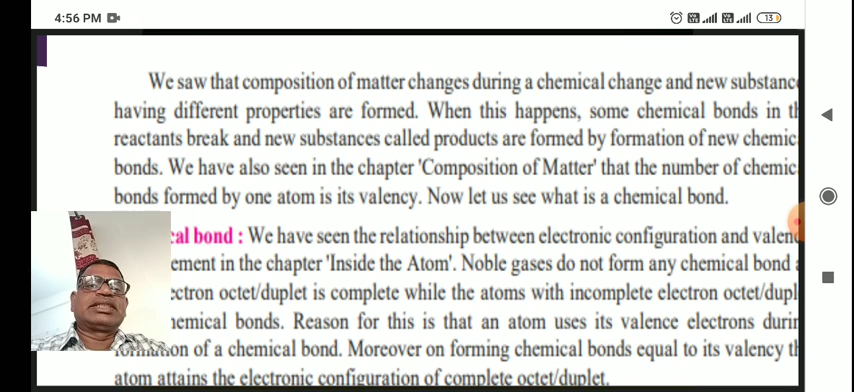 4:56 PM
13
We saw that composition of matter changes during a chemical change and new substanc
having different properties are formed. When this happens, some chemical bonds in th
reactants break and new substances called products are formed by formation of new chemic
bonds. We have also seen in the chapter 'Composition of Matter' that the number of chemic
bonds formed by one atom is its valency. Now let us see what is a chemical bond.
cal bond : We have seen the relationship between electronic configuration and valenc
ement in the chapter 'Inside the Atom'. Noble gases do not form any chemical bond
ectron octet/duplet is complete while the atoms with incomplete electron octet/dupl
hemical bonds. Reason for this is that an atom uses its valence electrons durin
formation of a chemical bond. Moreover on forming chemical bonds equal to its valency th
atom attains the electronic configuration of complete octet/duplet.